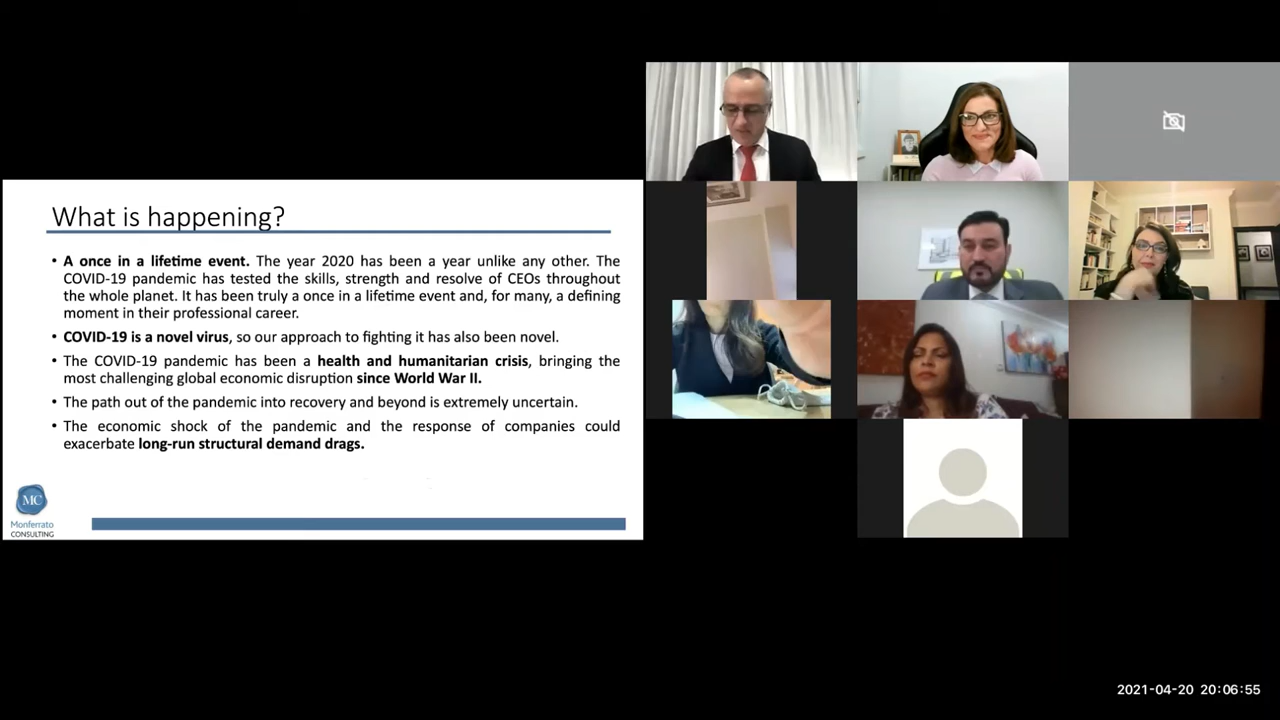 What is happening?
• A once in a lifetime event. The year 2020 has been a year unlike any other. The
COVID-19 pandemic has tested the skills, strength and resolve of CEOs throughout
the whole planet. It has been truly a once in a lifetime event and, for many, a defining
moment in their professional career.
• COVID-19 is a novel virus, so our approach to fighting it has also been novel.
• The COVID-19 pandemic has been a health and humanitarian crisis, bringing the
most challenging global economic disruption since World War II.
• The path out of the pandemic into recovery and beyond is extremely uncertain.
• The economic shock of the pandemic and the response of companies could
exacerbate long-run structural demand drags.
MC
Monferrato
CONSULTING
2021-04-20 20:06:55